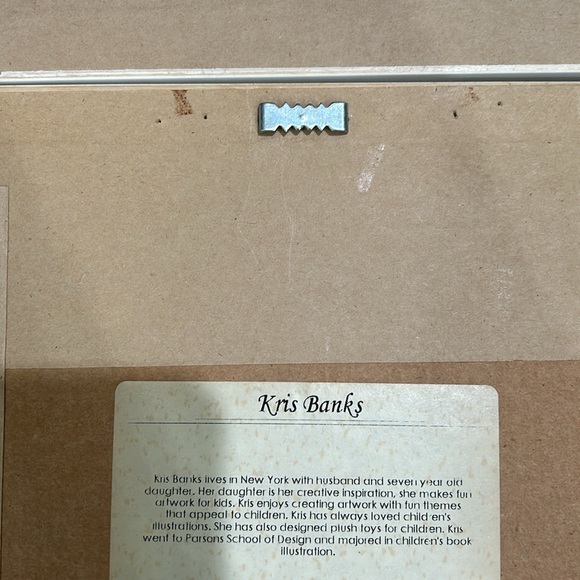 Kris Banks
Kris Banks lives in New York with husband and seven year old
daughter. Her daughter is her creative inspiration, she makes fun
artwork for kids. Kris enjoys creating artwork with fun themes
that appeal to children. Kris has always loved children's
illustrations. She has also designed plush toys for children. Kris
went to Parsons School of Design and majored in children's book
illustration.